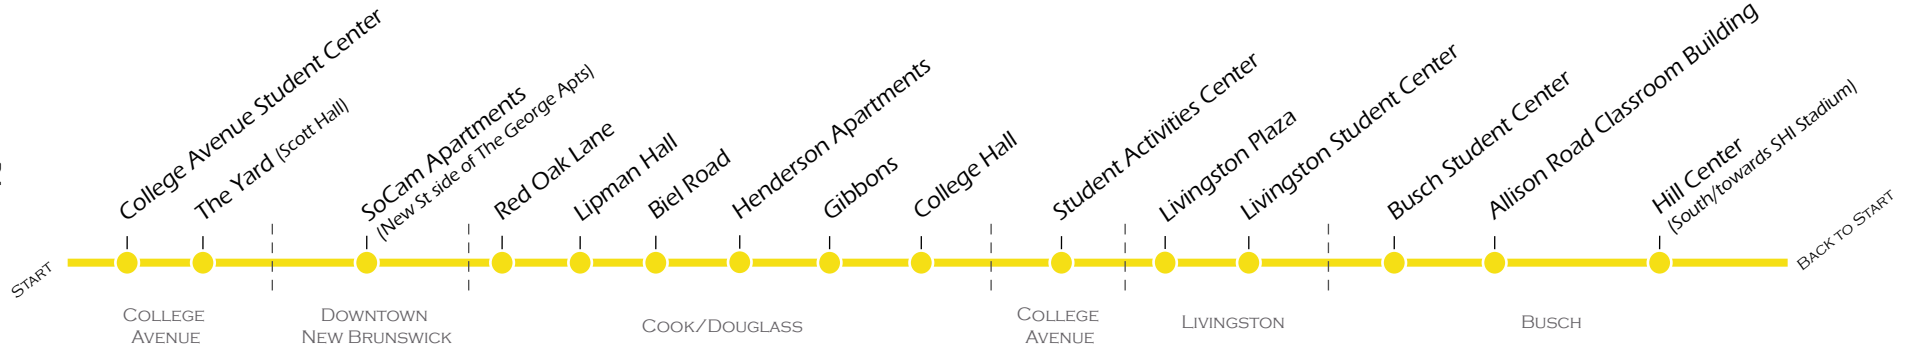 START
College Avenue Student Center
The Yard (Scott Hall)
SoCam Apartments
(New St side of The George Apts)
Red Oak Lane
Lipman Hall
Biel Road
Henderson Apartments
Gibbons
College Hall
Student Activities Center
Livingston Plaza
Livingston Student Center
Busch Student Center
Allison Road Classroom Building
Hill Center
(South/towards SHI Stadium)
BACK TO START
COLLEGE
AVENUE
DOWNTOWN
NEW BRUNSWICK
COOK/DOUGLASS
COLLEGE
AVENUE
LIVINGSTON
BUSCH